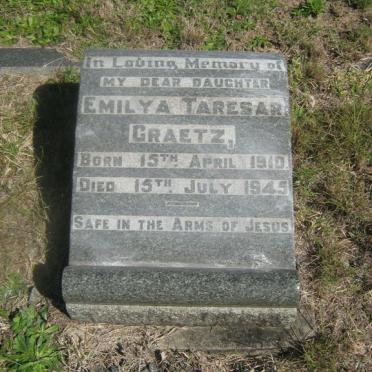 In Loving Memory of
MY DEAR DAUGHTER
EMILYA TARESAR
GRAETZ,
BORN 15TH APRIL 1910
DIED 15TH JULY 1945
SAFE IN THE ARMS OF JESUS